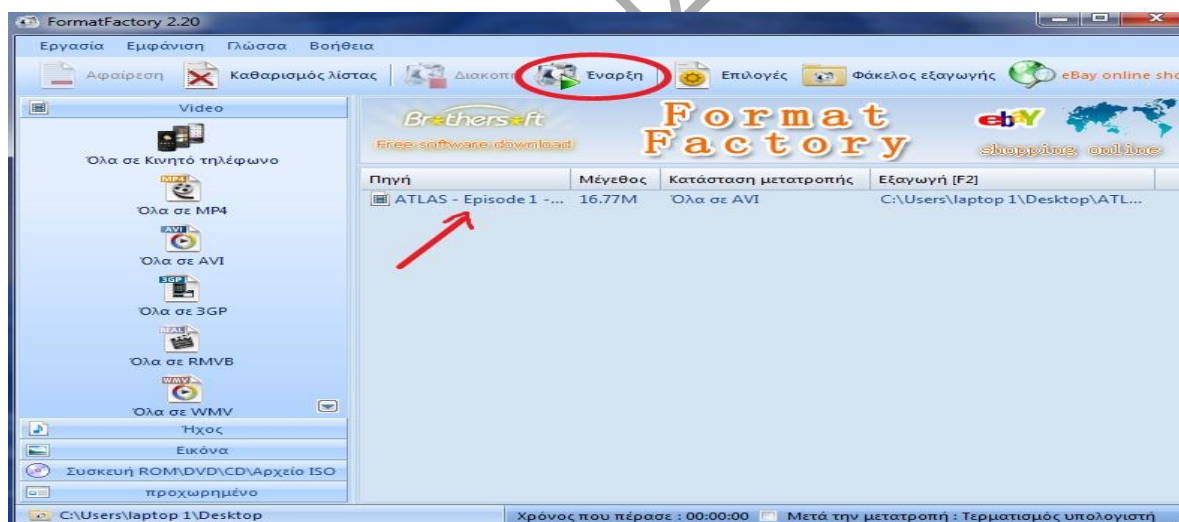 FormatFactory 2.20
Εργασία Εμφάνιση Γλώσσα Βοήθεια
Αφαίρεση Καθαρισμός λίστας Διακοπή Έναρξη Επιλογές Φάκελος εξαγωγής eBay online sho
Video
Όλα σε Κινητό τηλέφωνο
MP4
Όλα σε MP4
AVI
Όλα σε AVI
3GP
Όλα σε 3GP
REAL
Όλα σε RMVB
WMV
Όλα σε WMV
Ήχος
Εικόνα
Συσκευή ROM\DVD\CD\Αρχείο ISO
προχωρημένο
Brothersoft
Free software download
Format
Factory
ebY
shopping online
Πηγή Μέγεθος Κατάσταση μετατροπής Εξαγωγή [F2]
ATLAS - Episode 1 -... 16.77M Όλα σε AVI C:\Users\laptop 1\Desktop\ATL...
C:\Users\laptop 1\Desktop Χρόνος που πέρασε : 00:00:00 Μετά την μετατροπή : Τερματισμός υπολογιστή